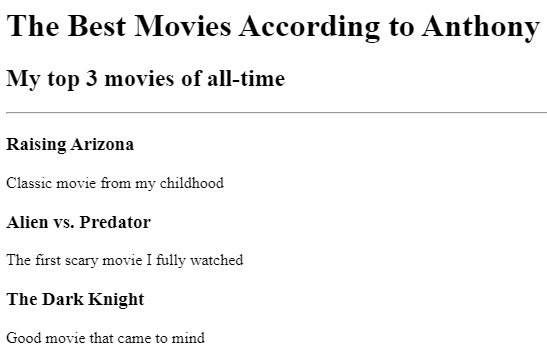 The Best Movies According to Anthony
My top 3 movies of all-time
Raising Arizona
Classic movie from my childhood
Alien vs. Predator
The first scary movie I fully watched
The Dark Knight
Good movie that came to mind